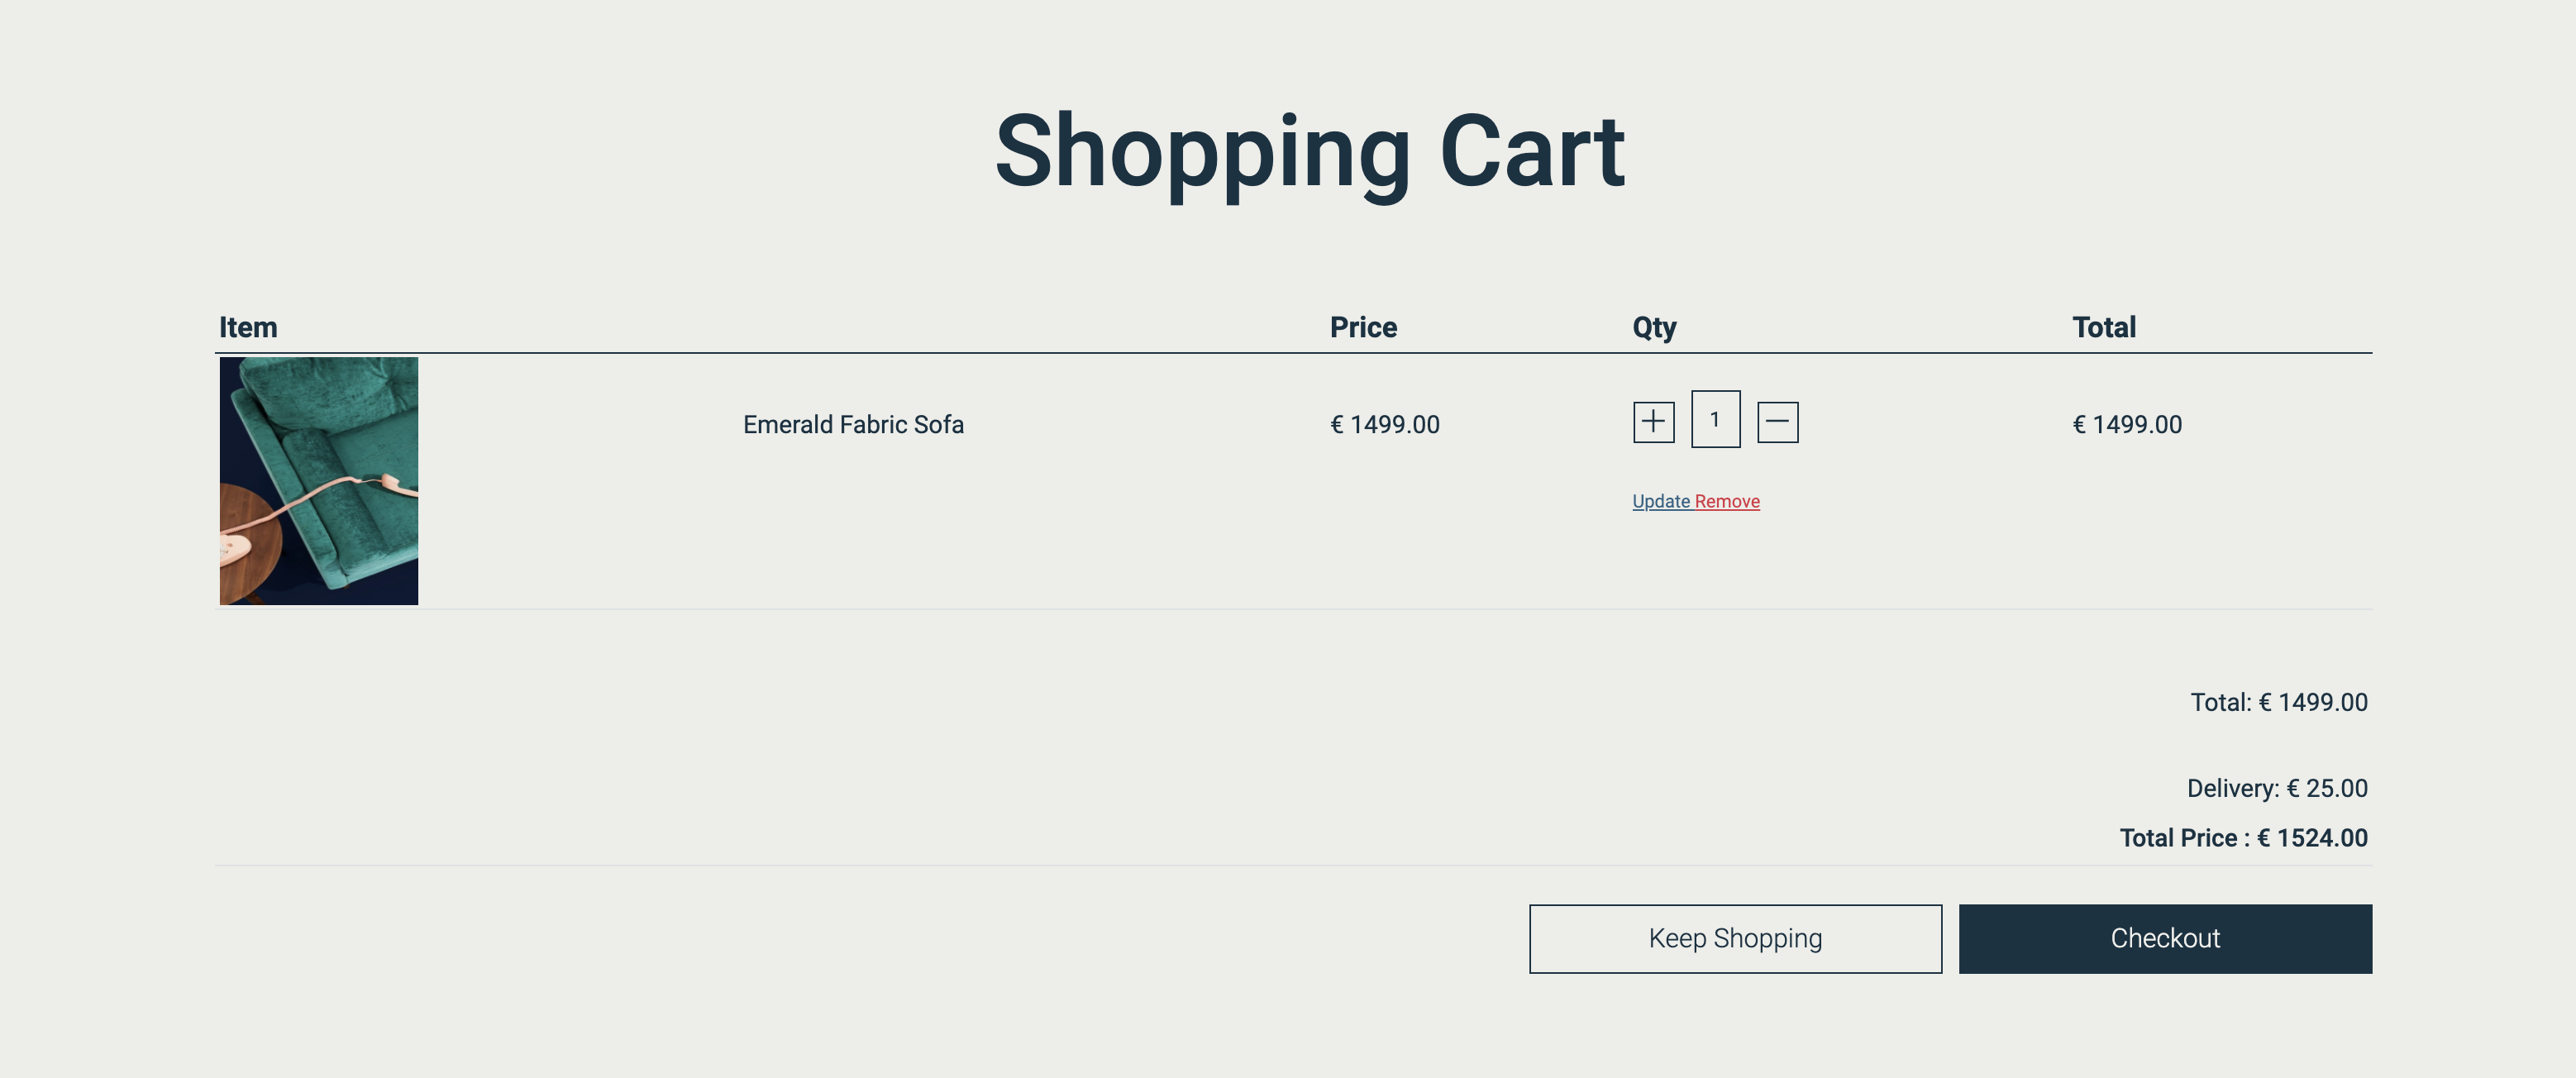 Shopping Cart
Item Price Qty Total
Emerald Fabric Sofa € 1499.00 1 € 1499.00
Update Remove
Total: € 1499.00
Delivery: € 25.00
Total Price : € 1524.00
Keep Shopping Checkout